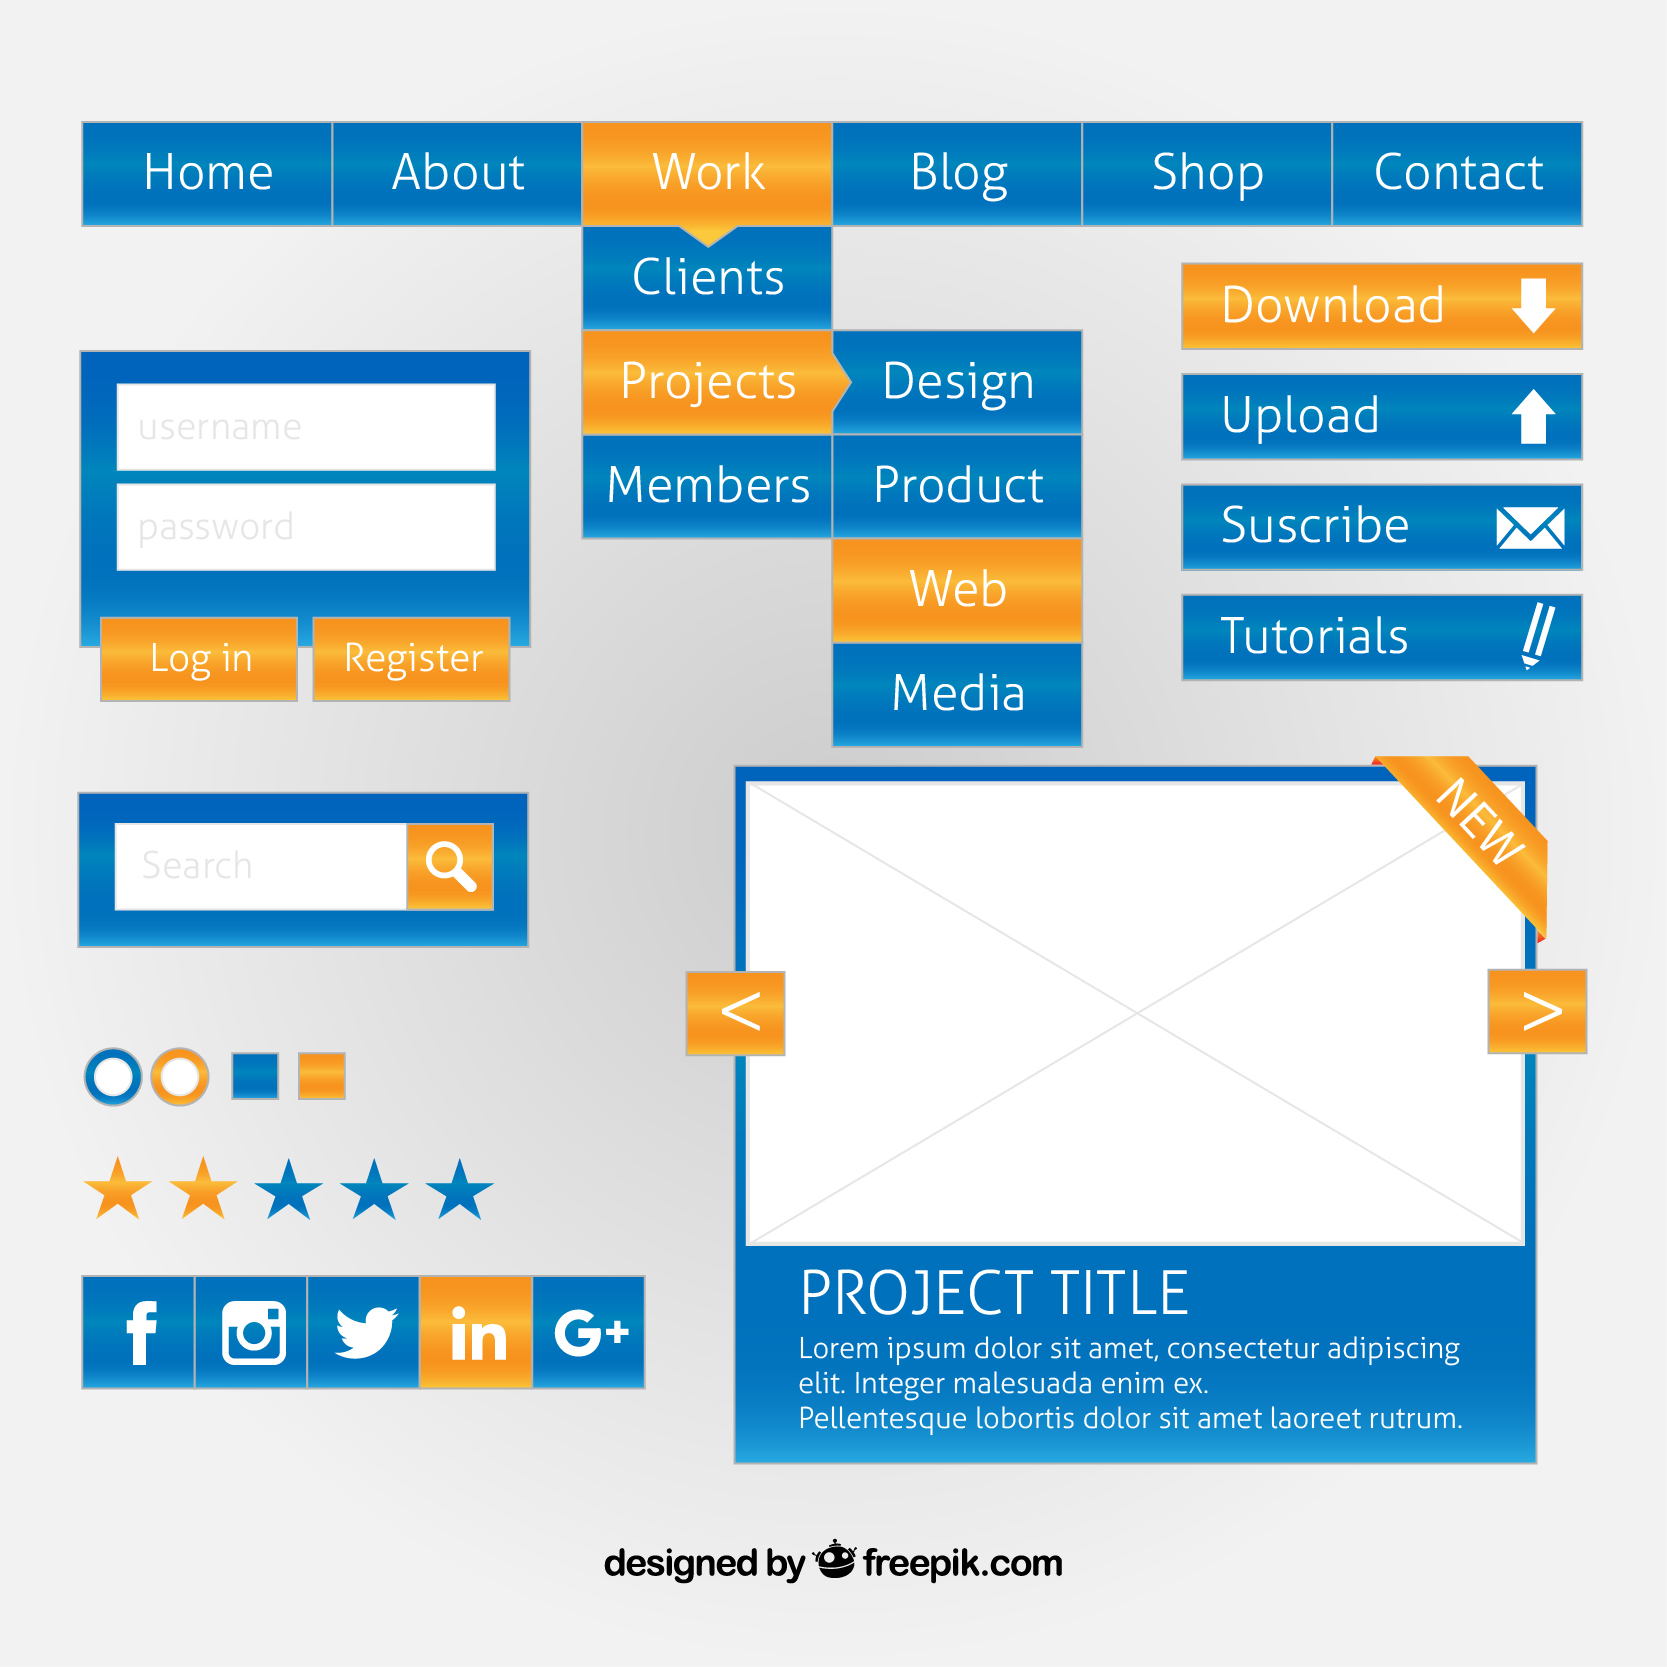 Home
About
Work
Blog
Shop
Contact
Clients
Projects
Members
Design
Product
Web
Media
Download
Upload
Suscribe
Tutorials
username
password
Log in
Register
Search
f
in
G+
NEW
<
>
PROJECT TITLE
Lorem ipsum dolor sit amet, consectetur adipiscing
elit. Integer malesuada enim ex.
Pellentesque lobortis dolor sit amet laoreet rutrum.
designed by freepik.com